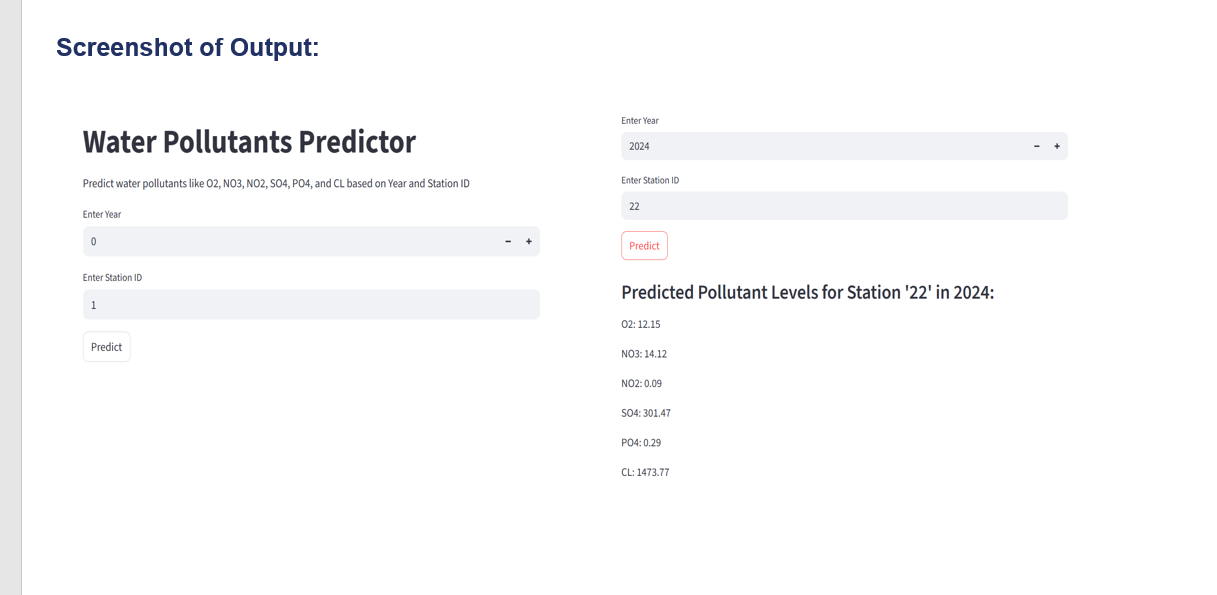 Screenshot of Output:
Water Pollutants Predictor
Predict water pollutants like O2, NO3, NO2, SO4, PO4, and CL based on Year and Station ID
Enter Year
0
− +
Enter Station ID
1
Predict
Enter Year
2024
− +
Enter Station ID
22
Predict
Predicted Pollutant Levels for Station '22' in 2024:
O2: 12.15
NO3: 14.12
NO2: 0.09
SO4: 301.47
PO4: 0.29
CL: 1473.77